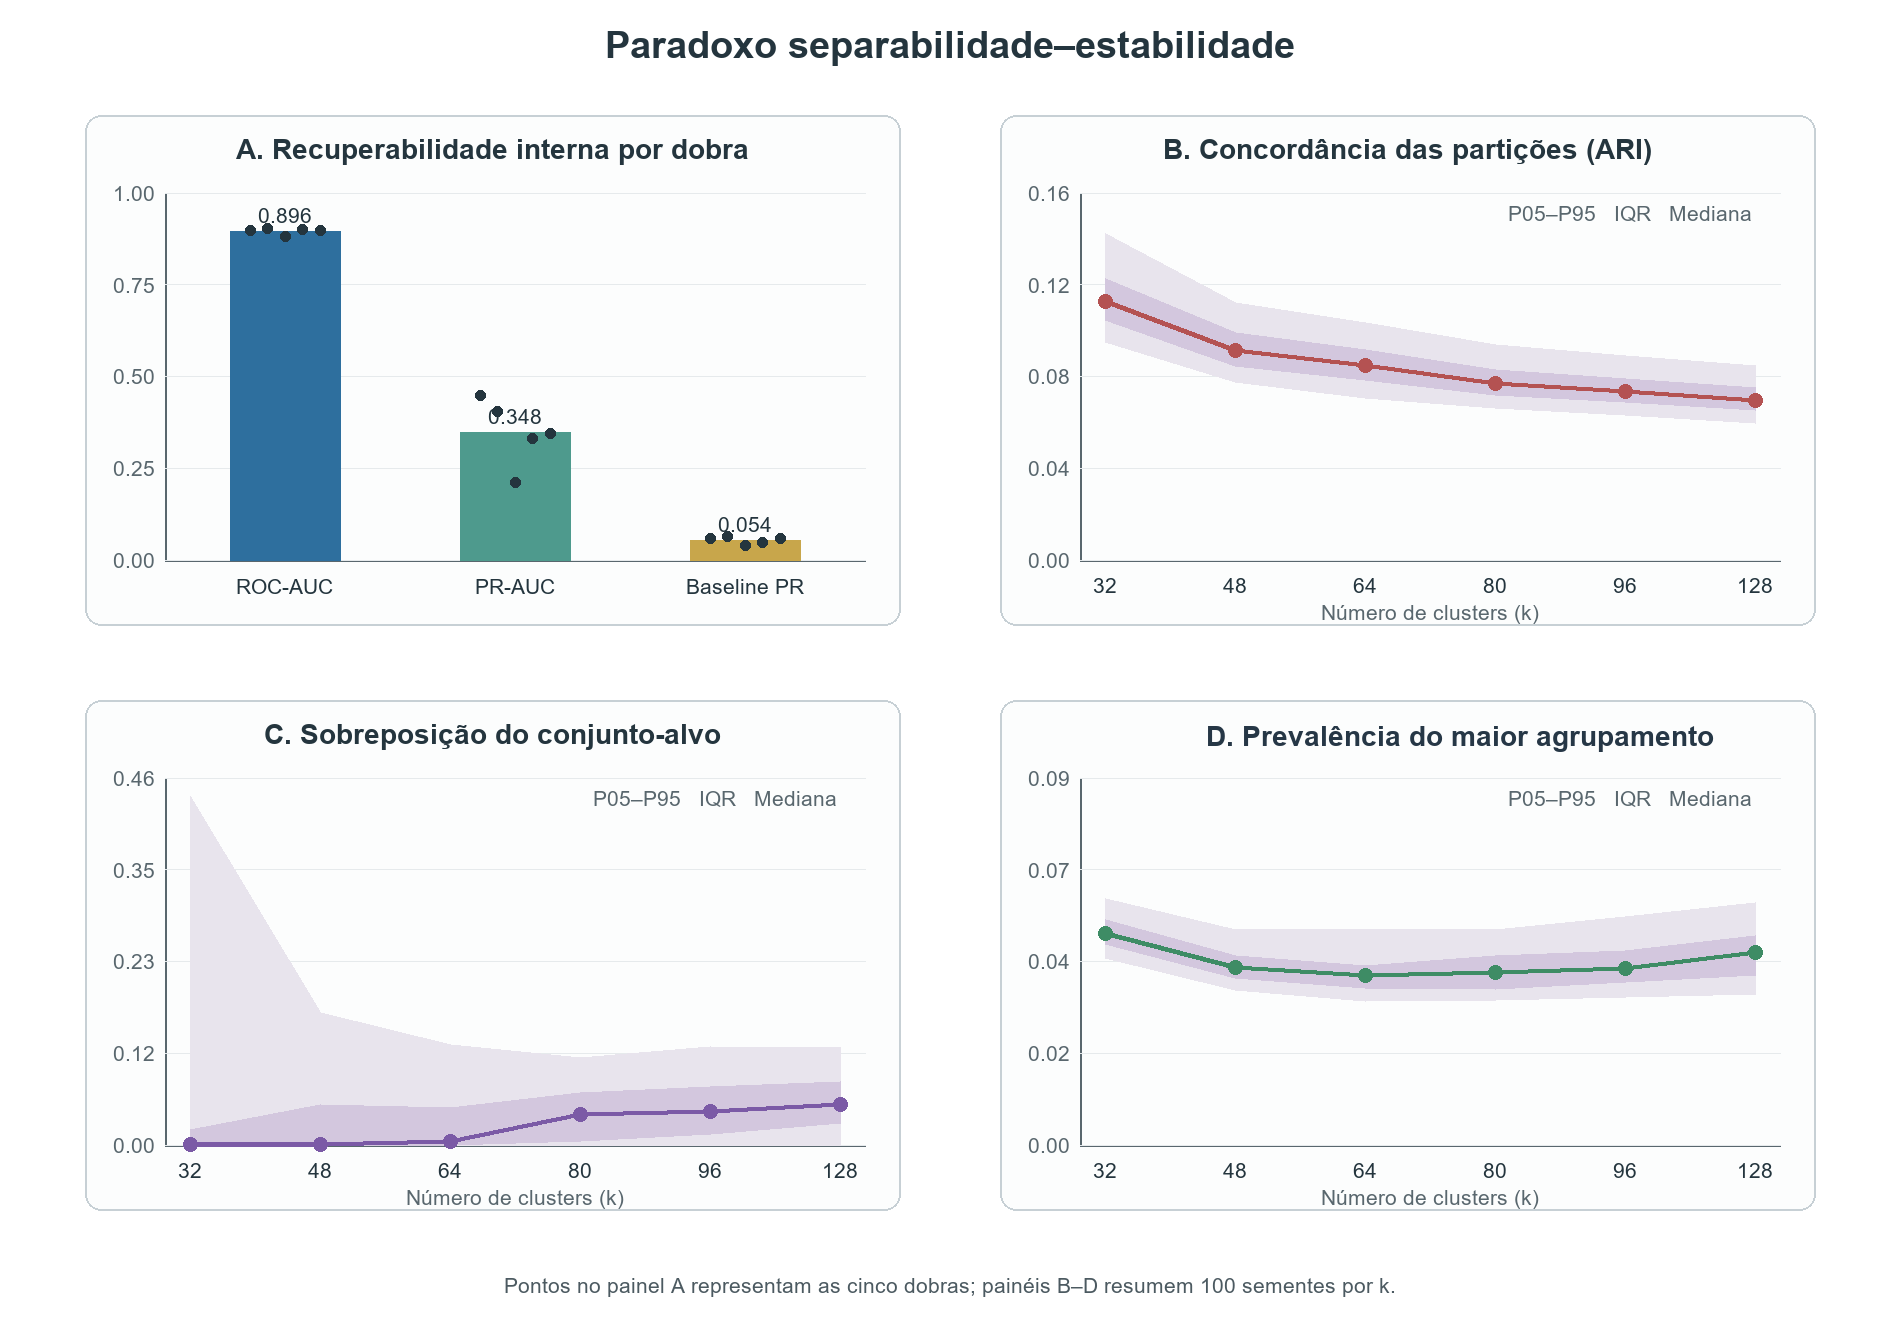 Paradoxo separabilidade–estabilidade
A. Recuperabilidade interna por dobra
1.00
0.75
0.50
0.25
0.00
0.896
0.348
0.054
ROC-AUC PR-AUC Baseline PR
B. Concordância das partições (ARI)
P05–P95 IQR Mediana
0.16
0.12
0.08
0.04
0.00
32 48 64 80 96 128
Número de clusters (k)
C. Sobreposição do conjunto-alvo
P05–P95 IQR Mediana
0.46
0.35
0.23
0.12
0.00
32 48 64 80 96 128
Número de clusters (k)
D. Prevalência do maior agrupamento
P05–P95 IQR Mediana
0.09
0.07
0.04
0.02
0.00
32 48 64 80 96 128
Número de clusters (k)
Pontos no painel A representam as cinco dobras; painéis B–D resumem 100 sementes por k.